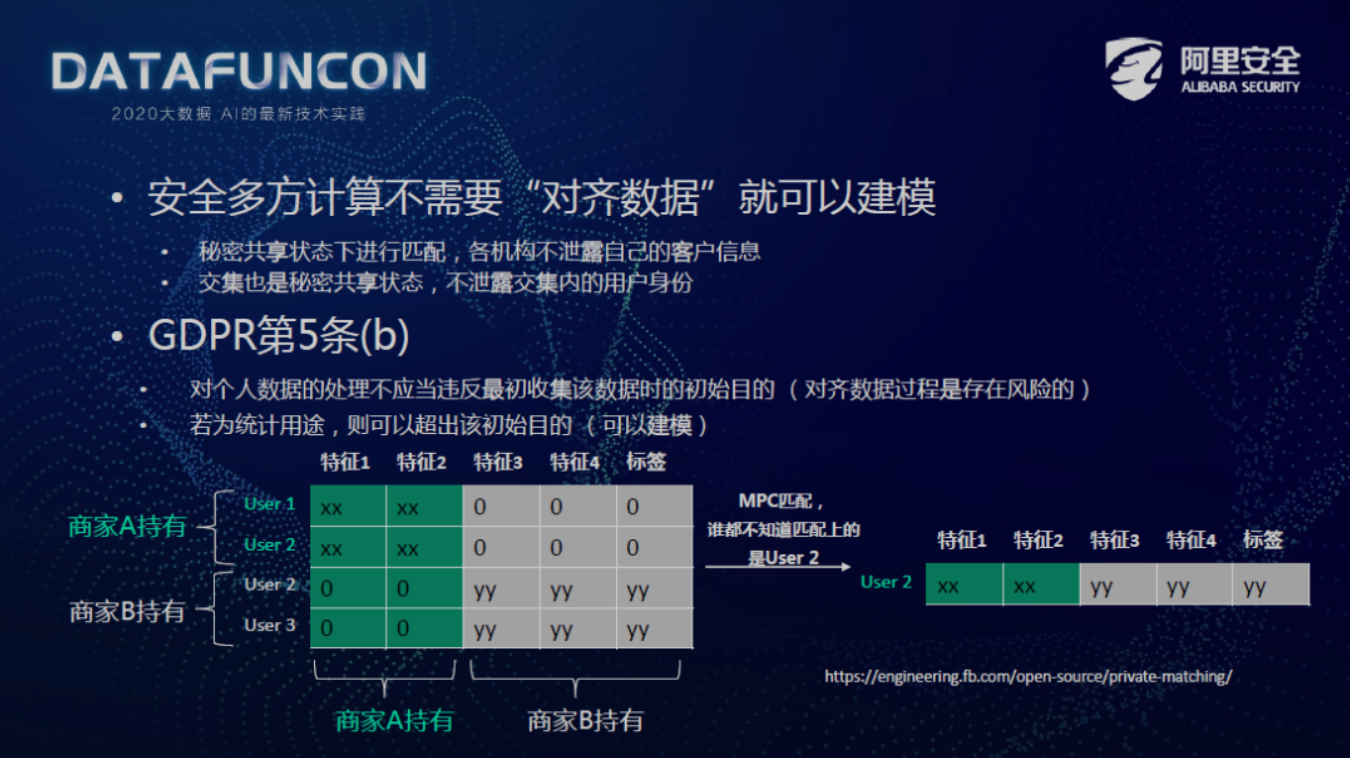 DATAFUNCON
2020大数据 AI的最新技术实践
阿里安全
ALIBABA SECURITY
• 安全多方计算不需要“对齐数据”就可以建模
• 秘密共享状态下进行匹配，各机构不泄露自己的客户信息
• 交集也是秘密共享状态，不泄露交集内的用户身份
• GDPR第5条(b)
• 对个人数据的处理不应当违反最初收集该数据时的初始目的（对齐数据过程是存在风险的）
• 若为统计用途，则可以超出该初始目的（可以建模）
特征1 特征2 特征3 特征4 标签
商家A持有
User 1 xx xx 0 0 0
User 2 xx xx 0 0 0
商家B持有
User 2 0 0 yy yy yy
User 3 0 0 yy yy yy
商家A持有 商家B持有
MPC匹配，
谁都不知道匹配上的
是User 2
特征1 特征2 特征3 特征4 标签
User 2 xx xx yy yy yy
https://engineering.fb.com/open-source/private-matching/